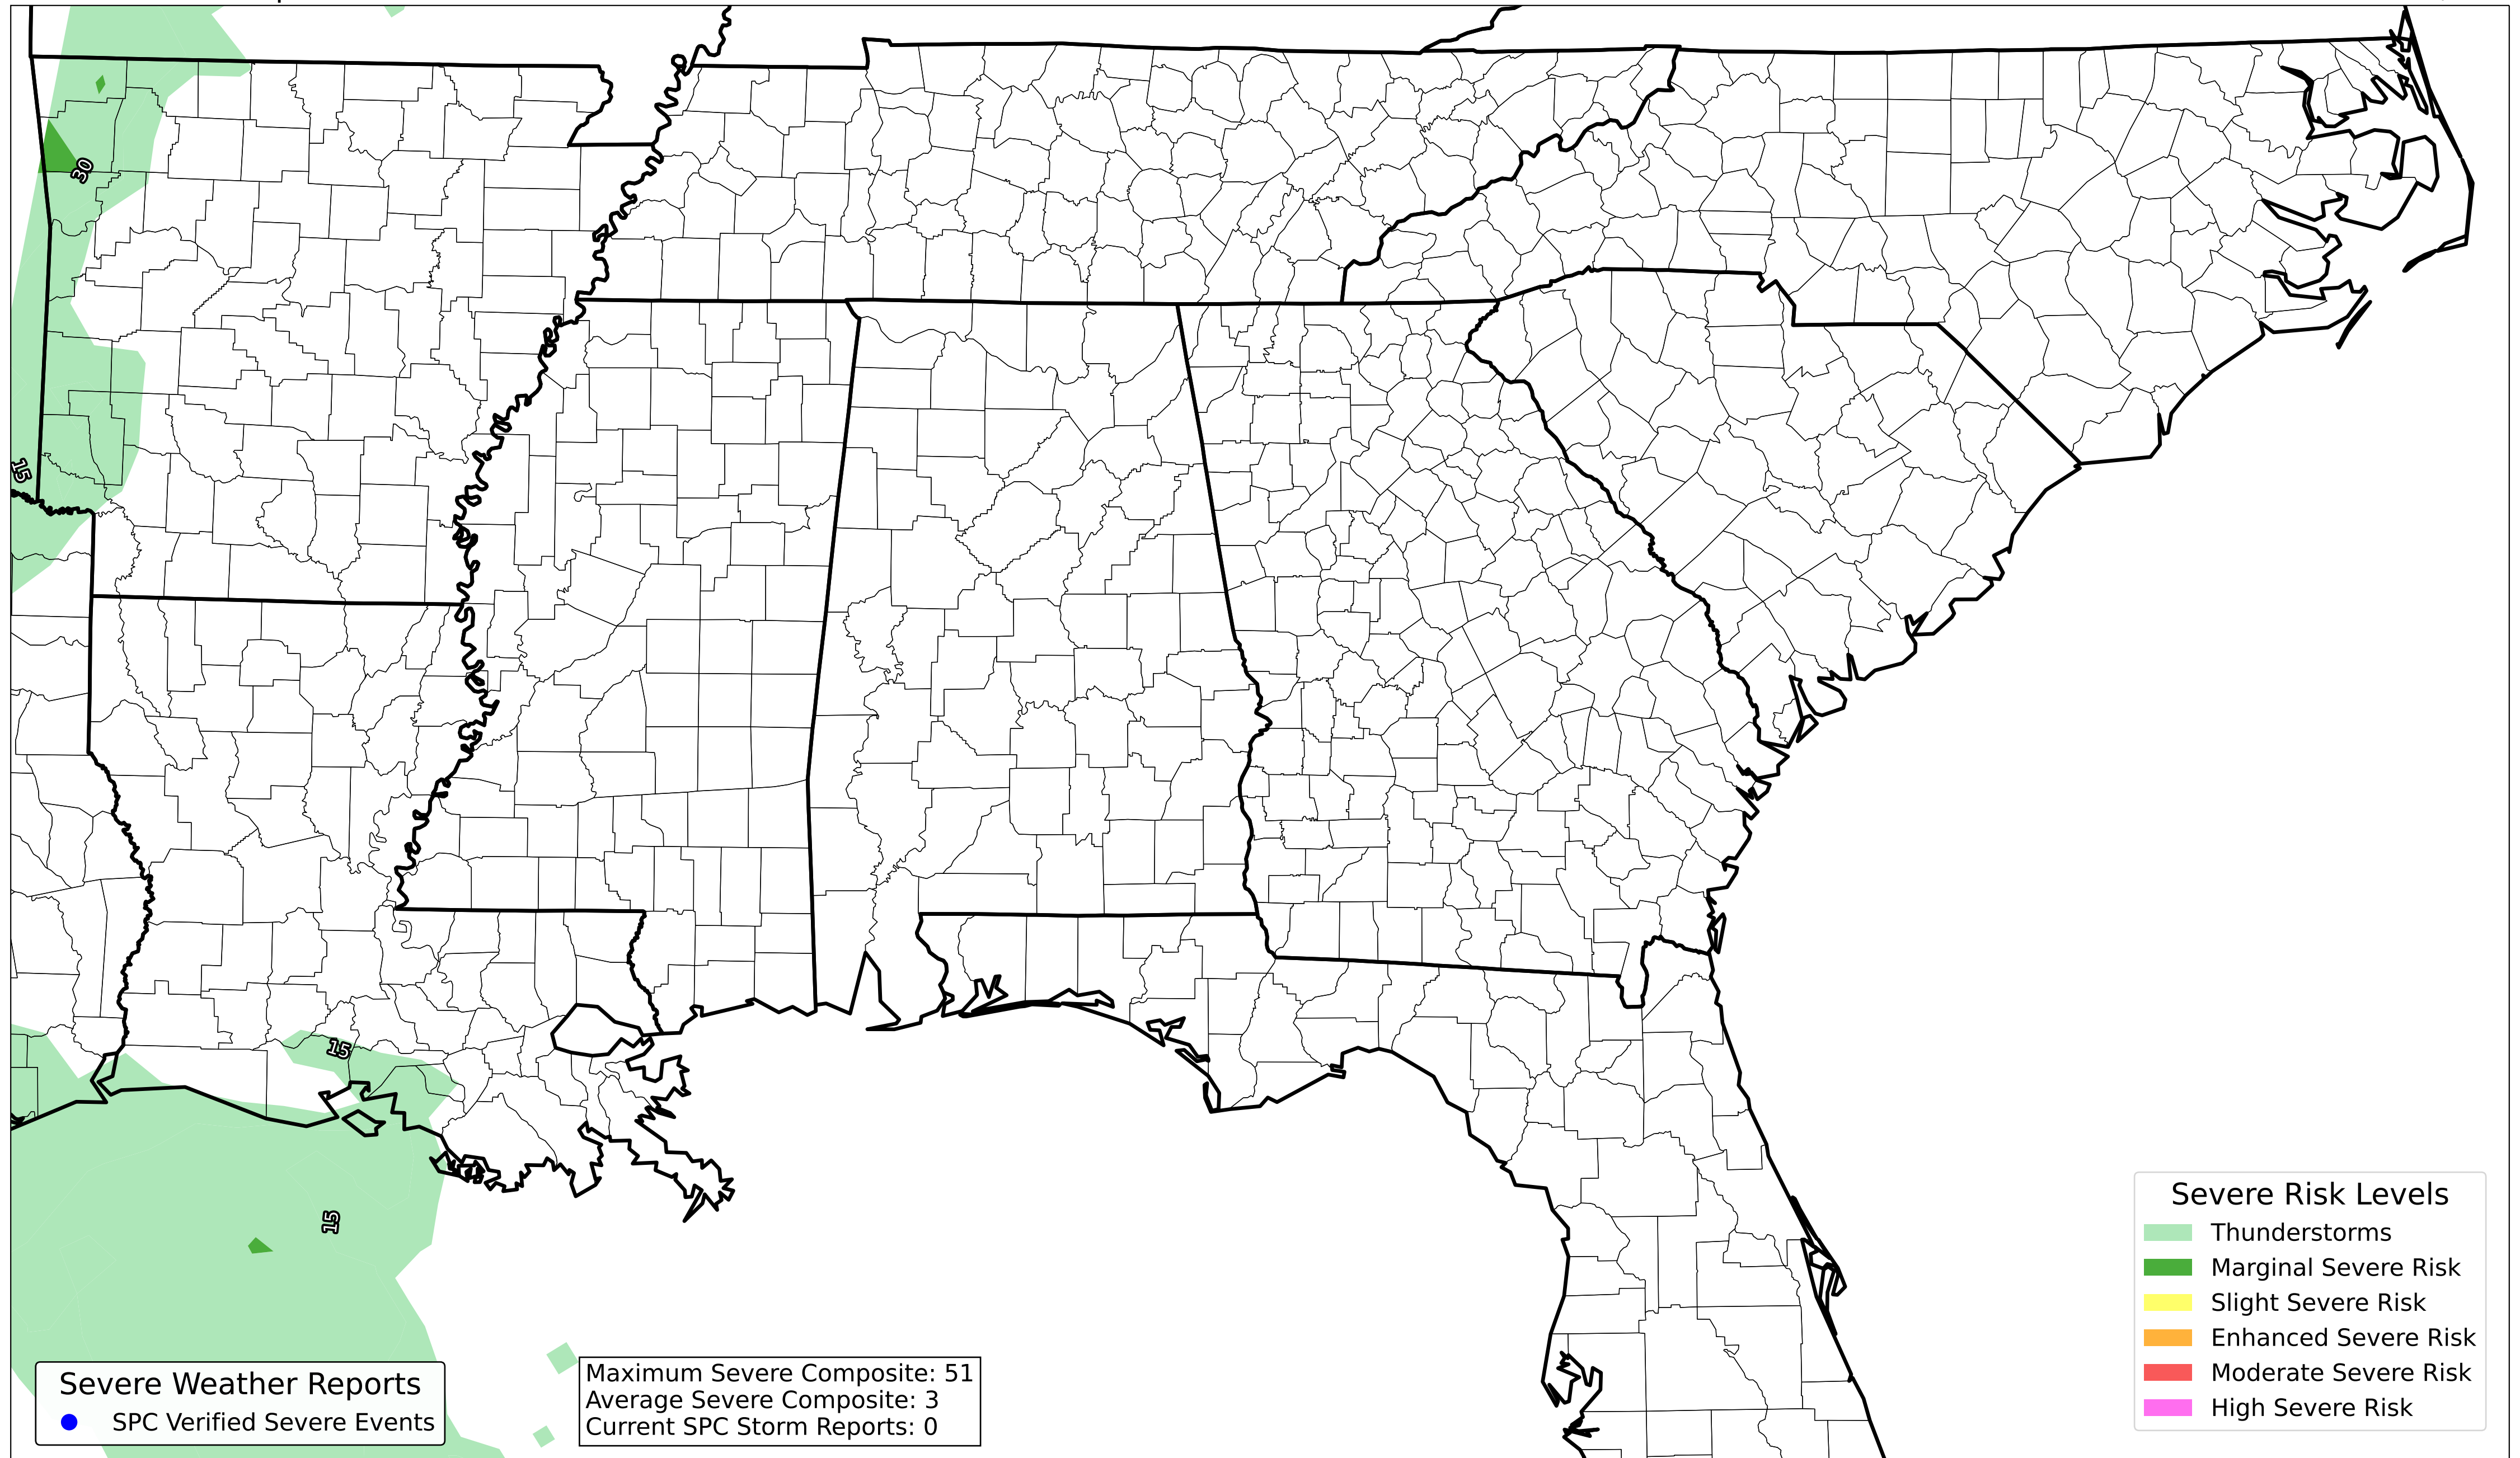 30
15
15
15
Severe Weather Reports
SPC Verified Severe Events
Maximum Severe Composite: 51
Average Severe Composite: 3
Current SPC Storm Reports: 0
Severe Risk Levels
Thunderstorms
Marginal Severe Risk
Slight Severe Risk
Enhanced Severe Risk
Moderate Severe Risk
High Severe Risk